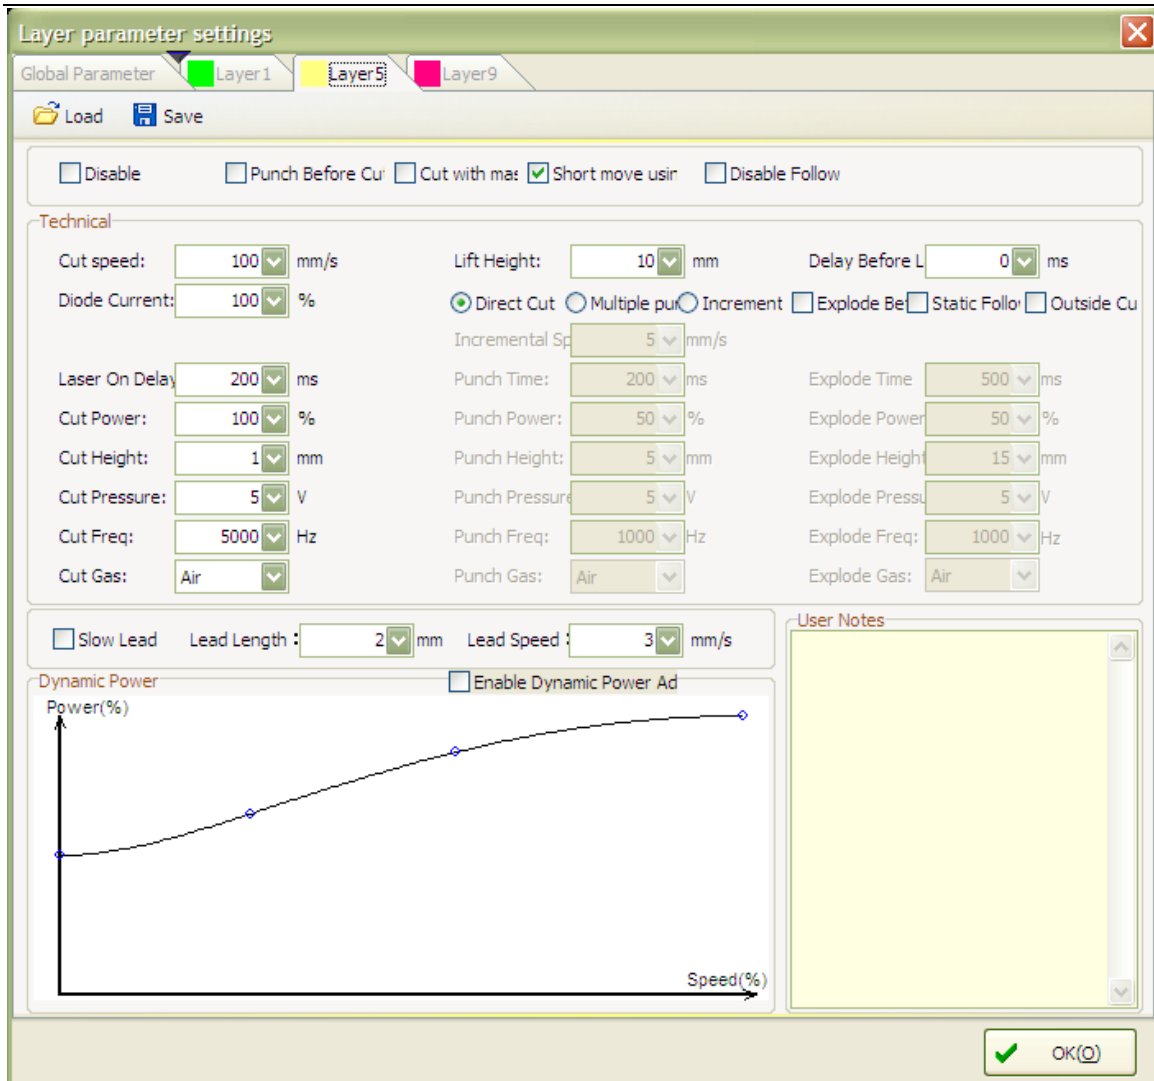 Layer parameter settings
Global Parameter Layer1 Layer5 Layer9
Load Save
Disable Punch Before Cu Cut with mas Short move usin Disable Follow
Technical
Cut speed: 100 mm/s Lift Height: 10 mm Delay Before L 0 ms
Diode Current: 100 % Direct Cut Multiple pu Increment Explode Be Static Follo Outside Cu
Incremental Sp 5 mm/s
Laser On Delay 200 ms Punch Time: 200 ms Explode Time 500 ms
Cut Power: 100 % Punch Power: 50 % Explode Power 50 %
Cut Height: 1 mm Punch Height: 5 mm Explode Height 15 mm
Cut Pressure: 5 V Punch Pressure 5 V Explode Pressu 5 V
Cut Freq: 5000 Hz Punch Freq: 1000 Hz Explode Freq: 1000 Hz
Cut Gas: Air Punch Gas: Air Explode Gas: Air
Slow Lead Lead Length : 2 mm Lead Speed : 3 mm/s
User Notes
Dynamic Power Enable Dynamic Power Ad
Power(%)
Speed(%)
OK(O)